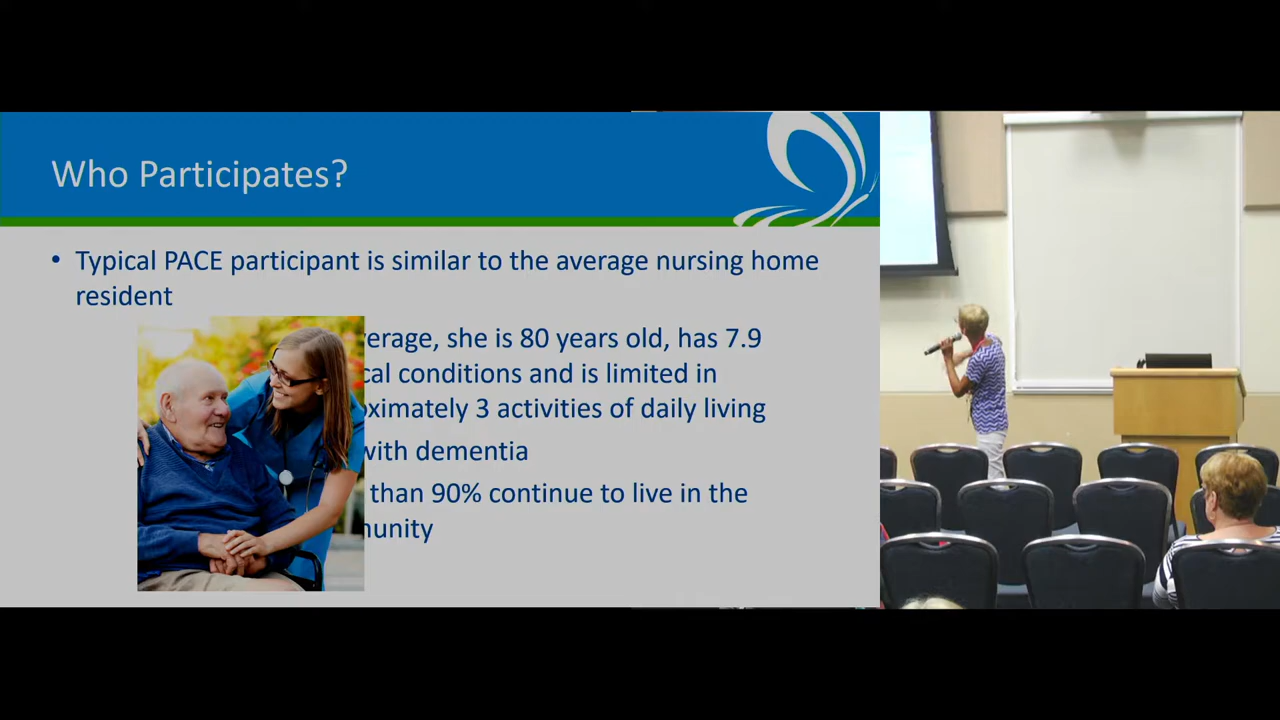 Who Participates?
• Typical PACE participant is similar to the average nursing home
resident
verage, she is 80 years old, has 7.9
cal conditions and is limited in
oximately 3 activities of daily living
with dementia
than 90% continue to live in the
nunity